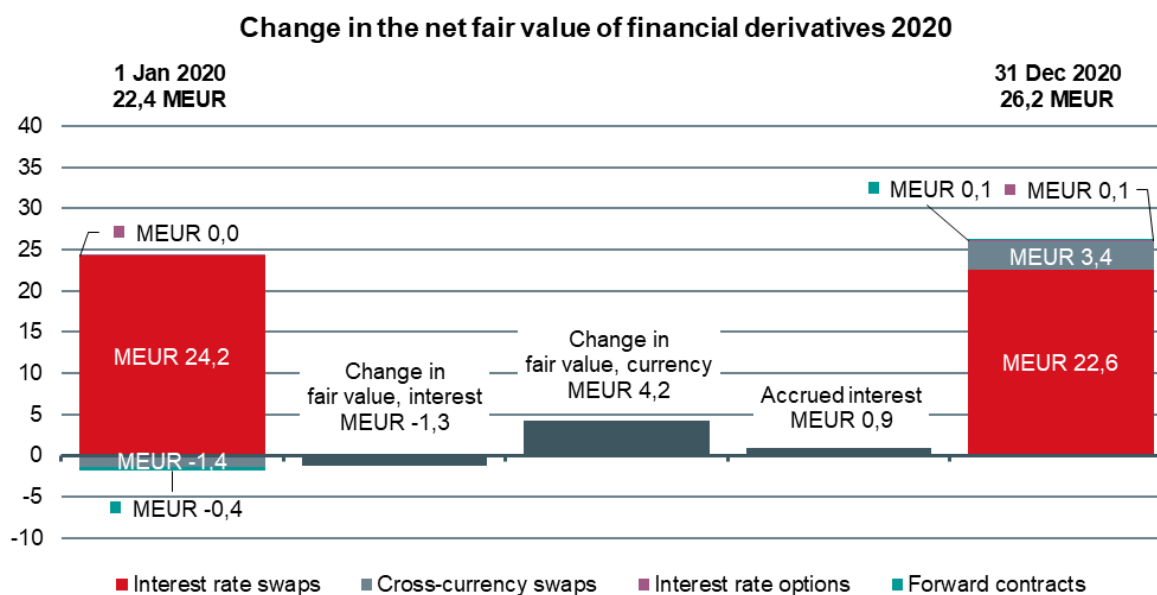 Change in the net fair value of financial derivatives 2020
1 Jan 2020
22,4 MEUR
31 Dec 2020
26,2 MEUR
40
35
30
25
20
15
10
5
0
-5
-10
MEUR 0,0
MEUR 24,2
MEUR -1,4
MEUR -0,4
Change in
fair value, interest
MEUR -1,3
Change in
fair value, currency
MEUR 4,2
Accrued interest
MEUR 0,9
MEUR 0,1
MEUR 0,1
MEUR 3,4
MEUR 22,6
Interest rate swaps
Cross-currency swaps
Interest rate options
Forward contracts